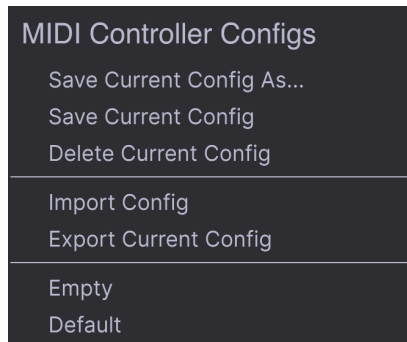 MIDI Controller Configs
Save Current Config As...
Save Current Config
Delete Current Config
Import Config
Export Current Config
Empty
Default